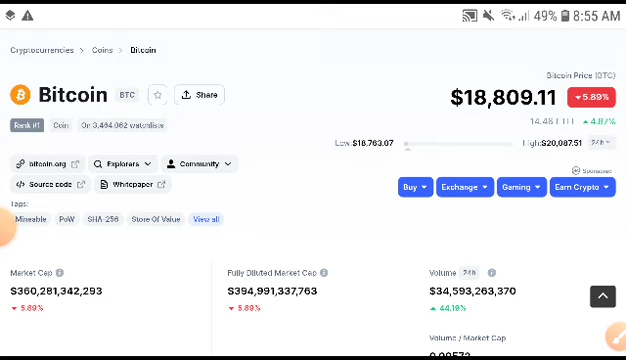 49% 8:55 AM
Cryptocurrencies > Coins > Bitcoin
Bitcoin Price (BTC)
Bitcoin BTC Share
$18,809.11 5.89%
Rank #1 Coin On 3,464,062 watchlists
14.46 ETH 4.87%
Low:$18,763.07 High:$20,087.51 24h
bitcoin.org Explorers Community
Sponsored
Source code Whitepaper
Buy Exchange Gaming Earn Crypto
Tags:
Mineable PoW SHA-256 Store Of Value View all
Market Cap Fully Diluted Market Cap Volume 24h
$360,281,342,293 $394,991,337,763 $34,593,263,370
5.89% 5.89% 44.19%
Volume / Market Cap